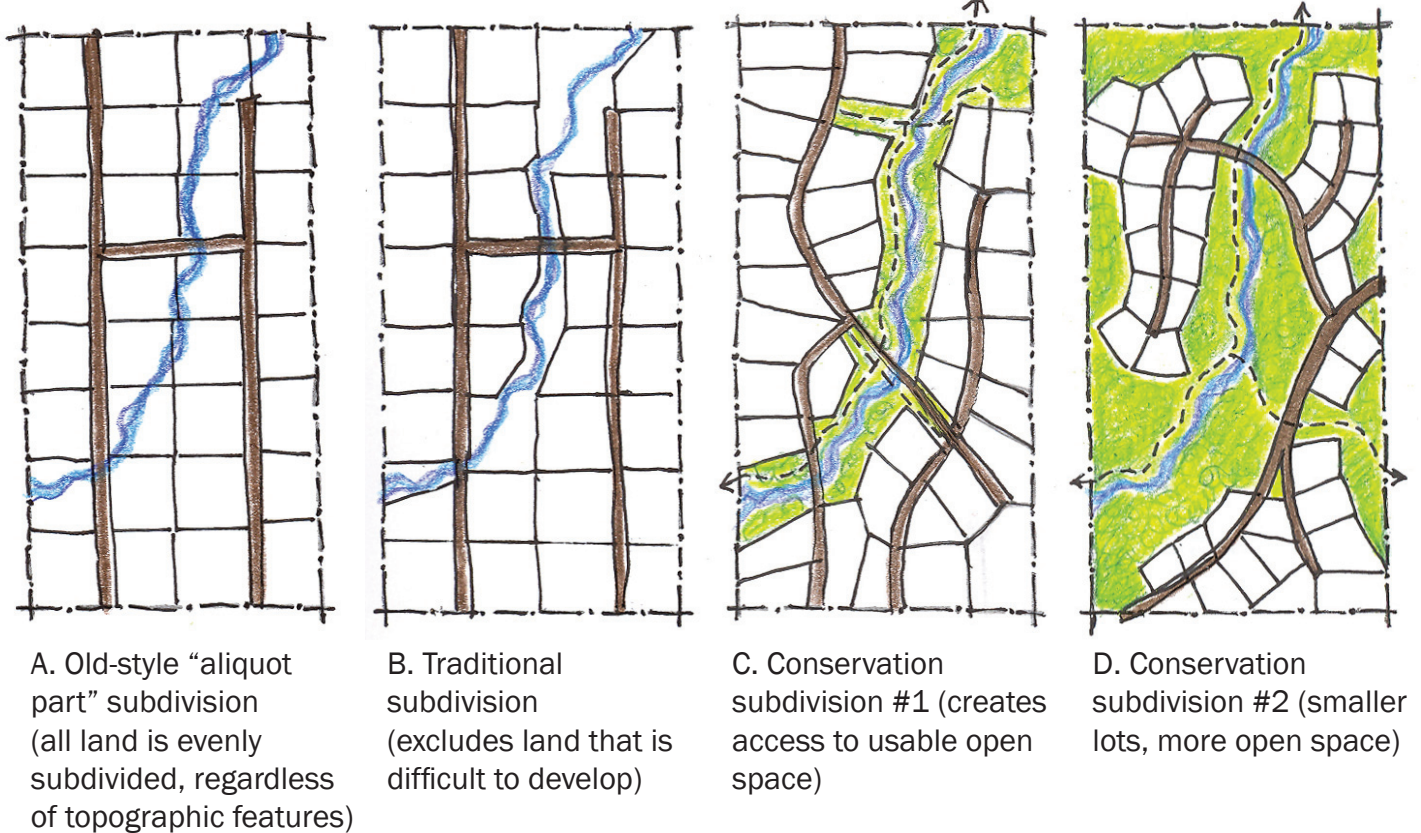 A. Old-style “aliquot
part” subdivision
(all land is evenly
subdivided, regardless
of topographic features)
B. Traditional
subdivision
(excludes land that is
difficult to develop)
C. Conservation
subdivision #1 (creates
access to usable open
space)
D. Conservation
subdivision #2 (smaller
lots, more open space)